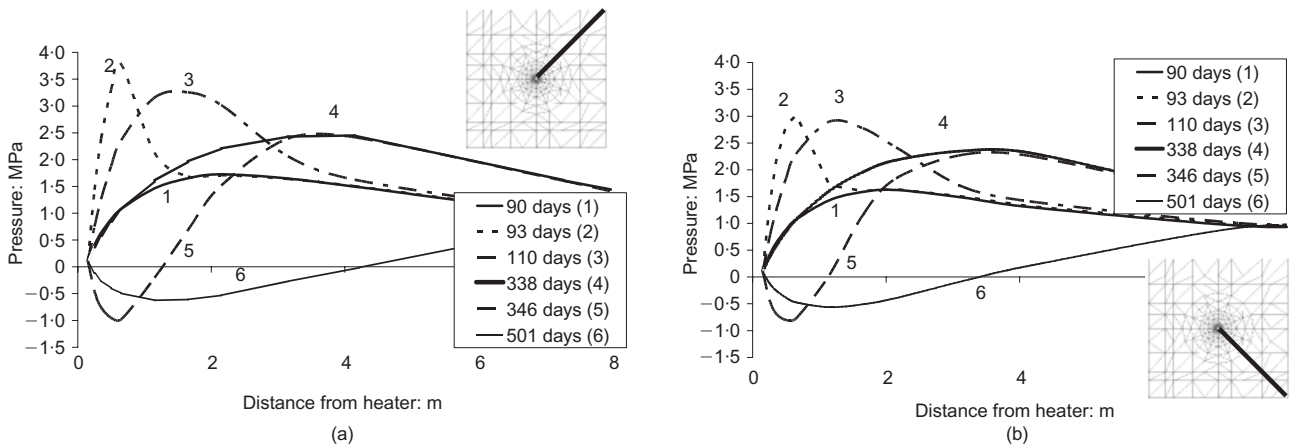 4·0
3·5
3·0
2·5
2·0
1·5
1·0
0·5
0
−0·5
−1·0
−1·5
Pressure: MPa
2
3
4
1
5
6
90 days (1)
93 days (2)
110 days (3)
338 days (4)
346 days (5)
501 days (6)
0
2
4
6
8
Distance from heater: m
(a)
4·0
3·5
3·0
2·5
2·0
1·5
1·0
0·5
0
−0·5
−1·0
−1·5
Pressure: MPa
2
3
4
1
5
6
90 days (1)
93 days (2)
110 days (3)
338 days (4)
346 days (5)
501 days (6)
0
2
4
Distance from heater: m
(b)